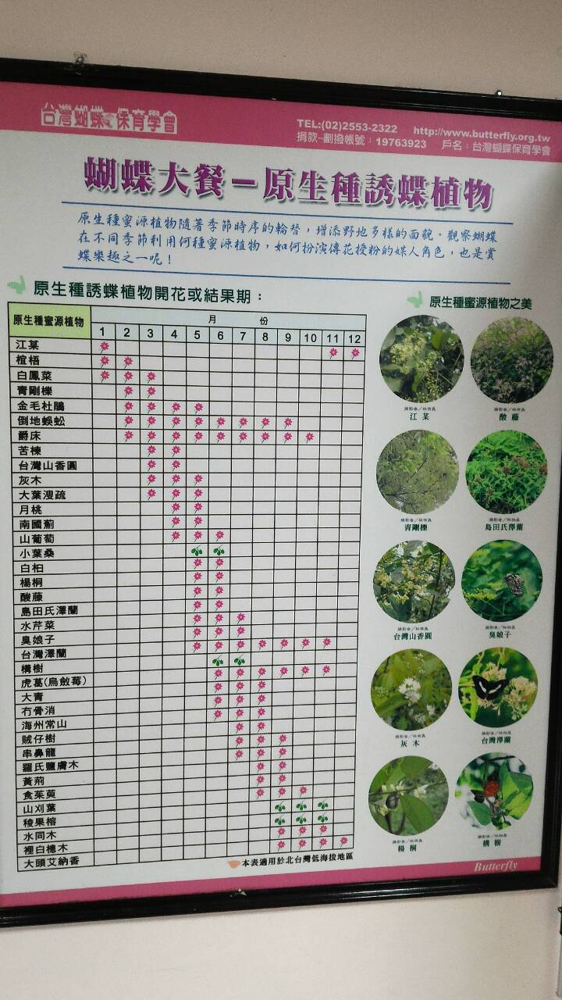 台灣蝴蝶保育學會
TEL:(02)2553-2322 http://www.butterfly.org.tw
捐款-劃撥帳號：19763923 戶名：台灣蝴蝶保育學會
蝴蝶大餐－原生種誘蝶植物
原生種蜜源植物隨著季節時序的輪替，增添野地多樣的面貌。觀察蝴蝶
在不同季節利用何種蜜源植物，如何扮演傳花授粉的媒人角色，也是賞
蝶樂趣之一呢！
原生種誘蝶植物開花或結果期：
原生種蜜源植物 月份
1 2 3 4 5 6 7 8 9 10 11 12
江某
椬梧
白鳳菜
青剛櫟
金毛杜鵑
倒地蜈蚣
爵床
苦楝
台灣山香圓
灰木
大葉溲疏
月桃
南國薊
山葡萄
小葉桑
白桕
楊桐
酸藤
島田氏澤蘭
水芹菜
臭娘子
台灣澤蘭
構樹
虎葛(烏斂莓)
大青
冇骨消
海州常山
賊仔樹
串鼻龍
羅氏鹽膚木
黃荊
食茱萸
山刈葉
稜果榕
水同木
裡白楤木
大頭艾納香
本表適用於北台灣低海拔地區
原生種蜜源植物之美
江某
酸藤
青剛櫟
島田氏澤蘭
台灣山香圓
臭娘子
灰木
台灣澤蘭
楊桐
構樹
Butterfly